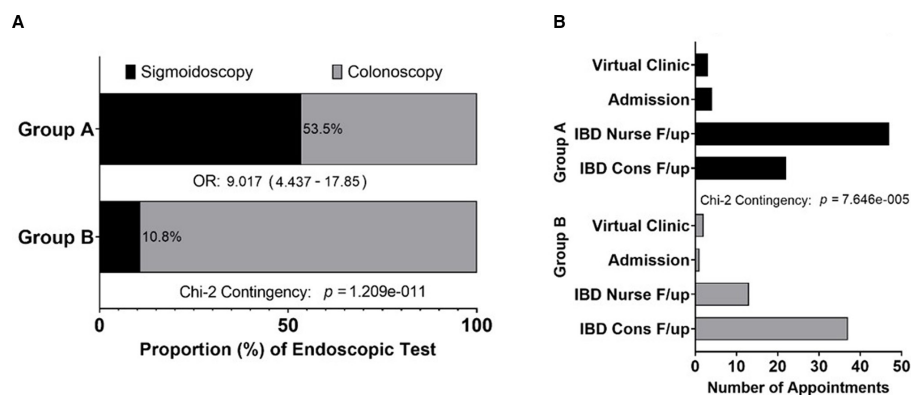 A
Sigmoidoscopy
Colonoscopy
Group A
53.5%
OR: 9.017 (4.437 - 17.85)
Group B
10.8%
Chi-2 Contingency: p = 1.209e-011
0 50 100
Proportion (%) of Endoscopic Test
B
Group A
Virtual Clinic
Admission
IBD Nurse F/up
IBD Cons F/up
Chi-2 Contingency: p = 7.646e-005
Group B
Virtual Clinic
Admission
IBD Nurse F/up
IBD Cons F/up
0 10 20 30 40 50
Number of Appointments